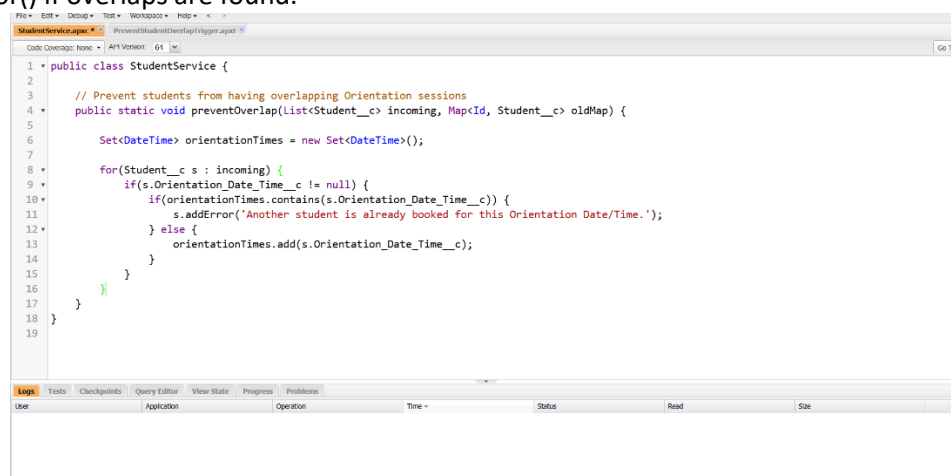 or() if overlaps are found.
File ▾ Edit ▾ Debug ▾ Test ▾ Workspace ▾ Help ▾ < >
StudentService.apxc * PreventStudentOverlapTrigger.apxt
Code Coverage: None ▾ API Version: 64 Go T
1 public class StudentService {
2
3 // Prevent students from having overlapping Orientation sessions
4 public static void preventOverlap(List<Student__c> incoming, Map<Id, Student__c> oldMap) {
5
6 Set<DateTime> orientationTimes = new Set<DateTime>();
7
8 for(Student__c s : incoming) {
9 if(s.Orientation_Date_Time__c != null) {
10 if(orientationTimes.contains(s.Orientation_Date_Time__c)) {
11 s.addError('Another student is already booked for this Orientation Date/Time.');
12 } else {
13 orientationTimes.add(s.Orientation_Date_Time__c);
14 }
15 }
16 }
17 }
18 }
19
Logs Tests Checkpoints Query Editor View State Progress Problems
User Application Operation Time Status Read Size